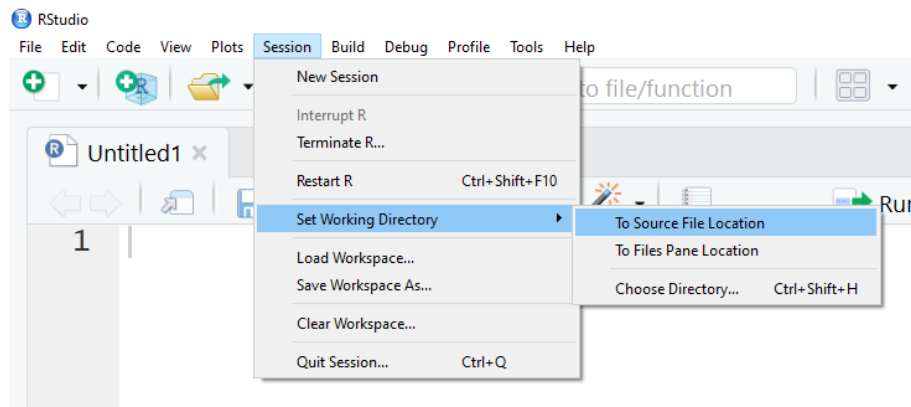 RStudio
File Edit Code View Plots Session Build Debug Profile Tools Help
New Session
to file/function
Interrupt R
Terminate R...
Untitled1
Restart R Ctrl+Shift+F10
Set Working Directory
To Source File Location
Run
1
To Files Pane Location
Load Workspace...
Save Workspace As...
Choose Directory... Ctrl+Shift+H
Clear Workspace...
Quit Session... Ctrl+Q